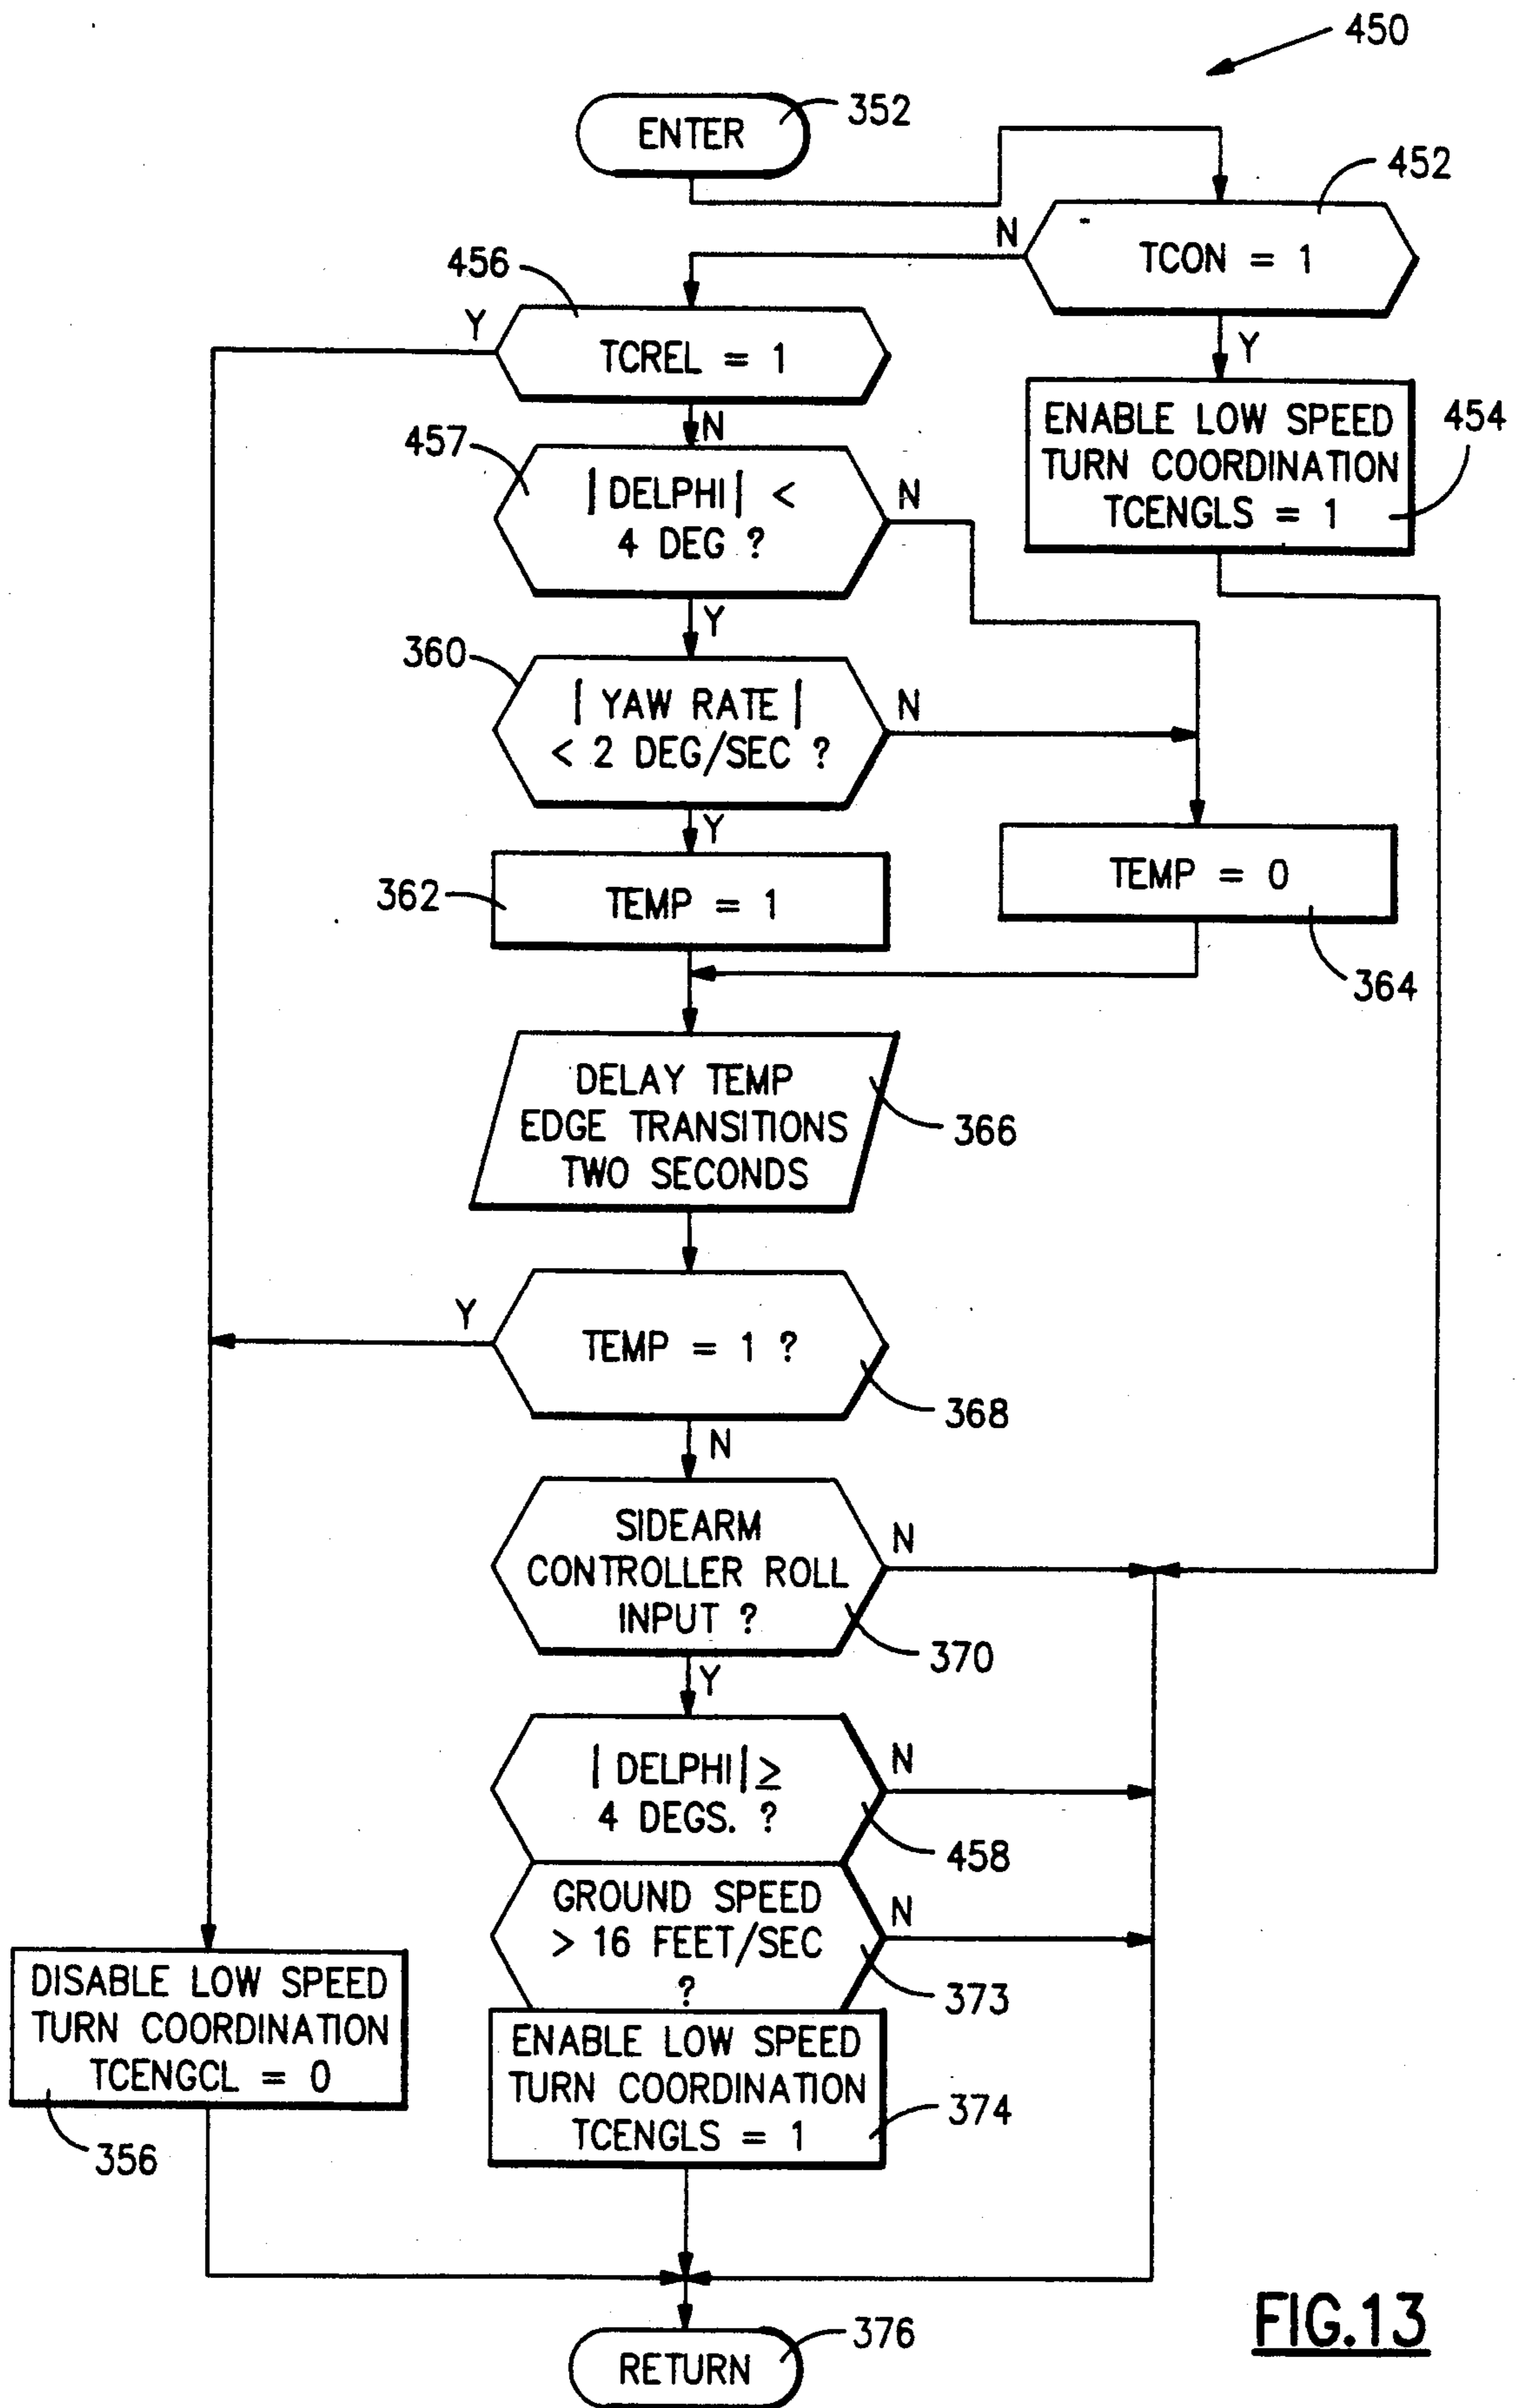 450
ENTER
352
452
N
TCON = 1
456
Y
TCREL = 1
Y
N
457
|DELPHI| <
4 DEG ?
N
ENABLE LOW SPEED
TURN COORDINATION
TCENGLS = 1
454
Y
360
| YAW RATE |
< 2 DEG/SEC ?
N
Y
362
TEMP = 1
TEMP = 0
364
DELAY TEMP
EDGE TRANSITIONS
TWO SECONDS
366
Y
TEMP = 1 ?
368
N
SIDEARM
CONTROLLER ROLL
INPUT ?
N
370
Y
| DELPHI| ≥
4 DEGS. ?
N
458
GROUND SPEED
> 16 FEET/SEC
?
N
373
DISABLE LOW SPEED
TURN COORDINATION
TCENGCL = 0
356
ENABLE LOW SPEED
TURN COORDINATION
TCENGLS = 1
374
RETURN
376
FIG.13